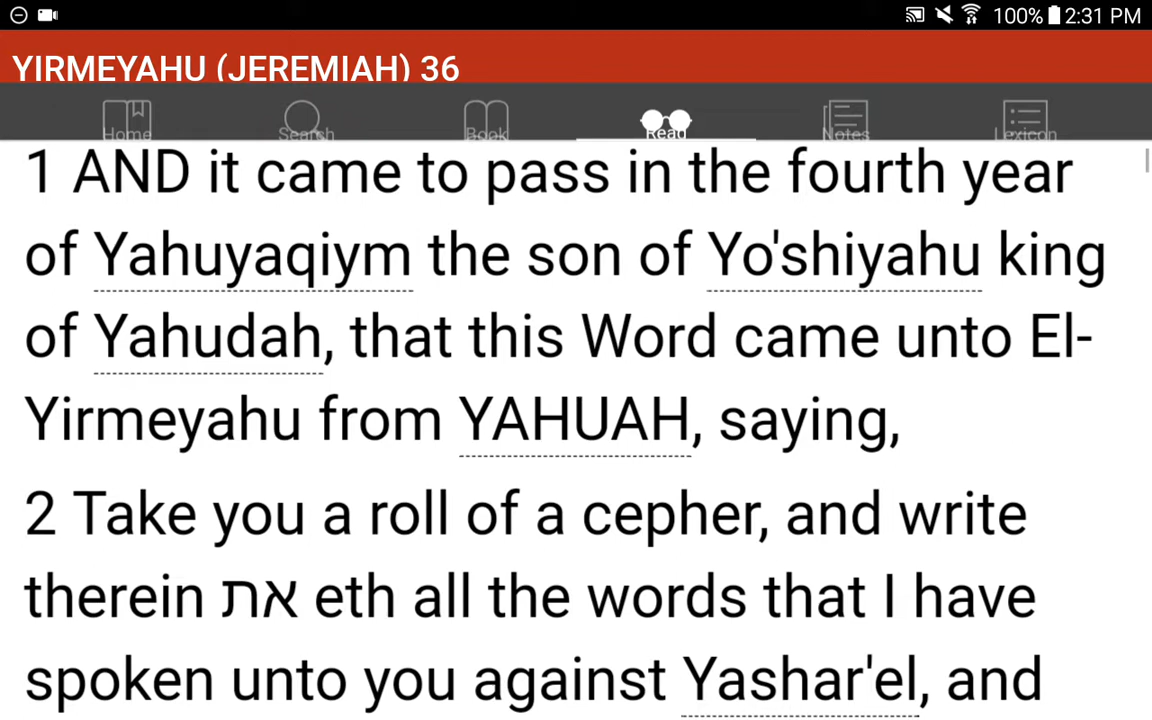 100% 2:31 PM
YIRMEYAHU (JEREMIAH) 36
Home Search Book Read Notes Lexicon
1 AND it came to pass in the fourth year
of Yahuyaqiym the son of Yo'shiyahu king
of Yahudah, that this Word came unto El-
Yirmeyahu from YAHUAH, saying,
2 Take you a roll of a cepher, and write
therein את eth all the words that I have
spoken unto you against Yashar'el, and